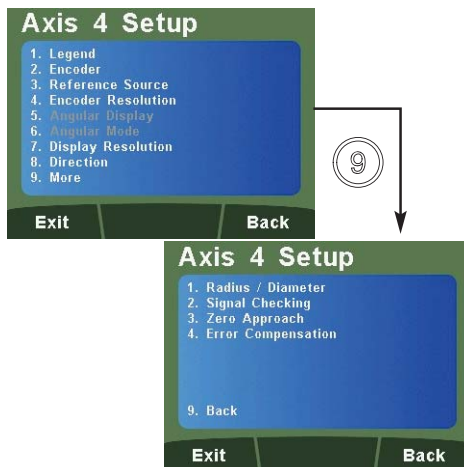 Axis 4 Setup
1. Legend
2. Encoder
3. Reference Source
4. Encoder Resolution
5. Angular Display
6. Angular Mode
7. Display Resolution
8. Direction
9. More
Exit Back
9
Axis 4 Setup
1. Radius / Diameter
2. Signal Checking
3. Zero Approach
4. Error Compensation
9. Back
Exit Back